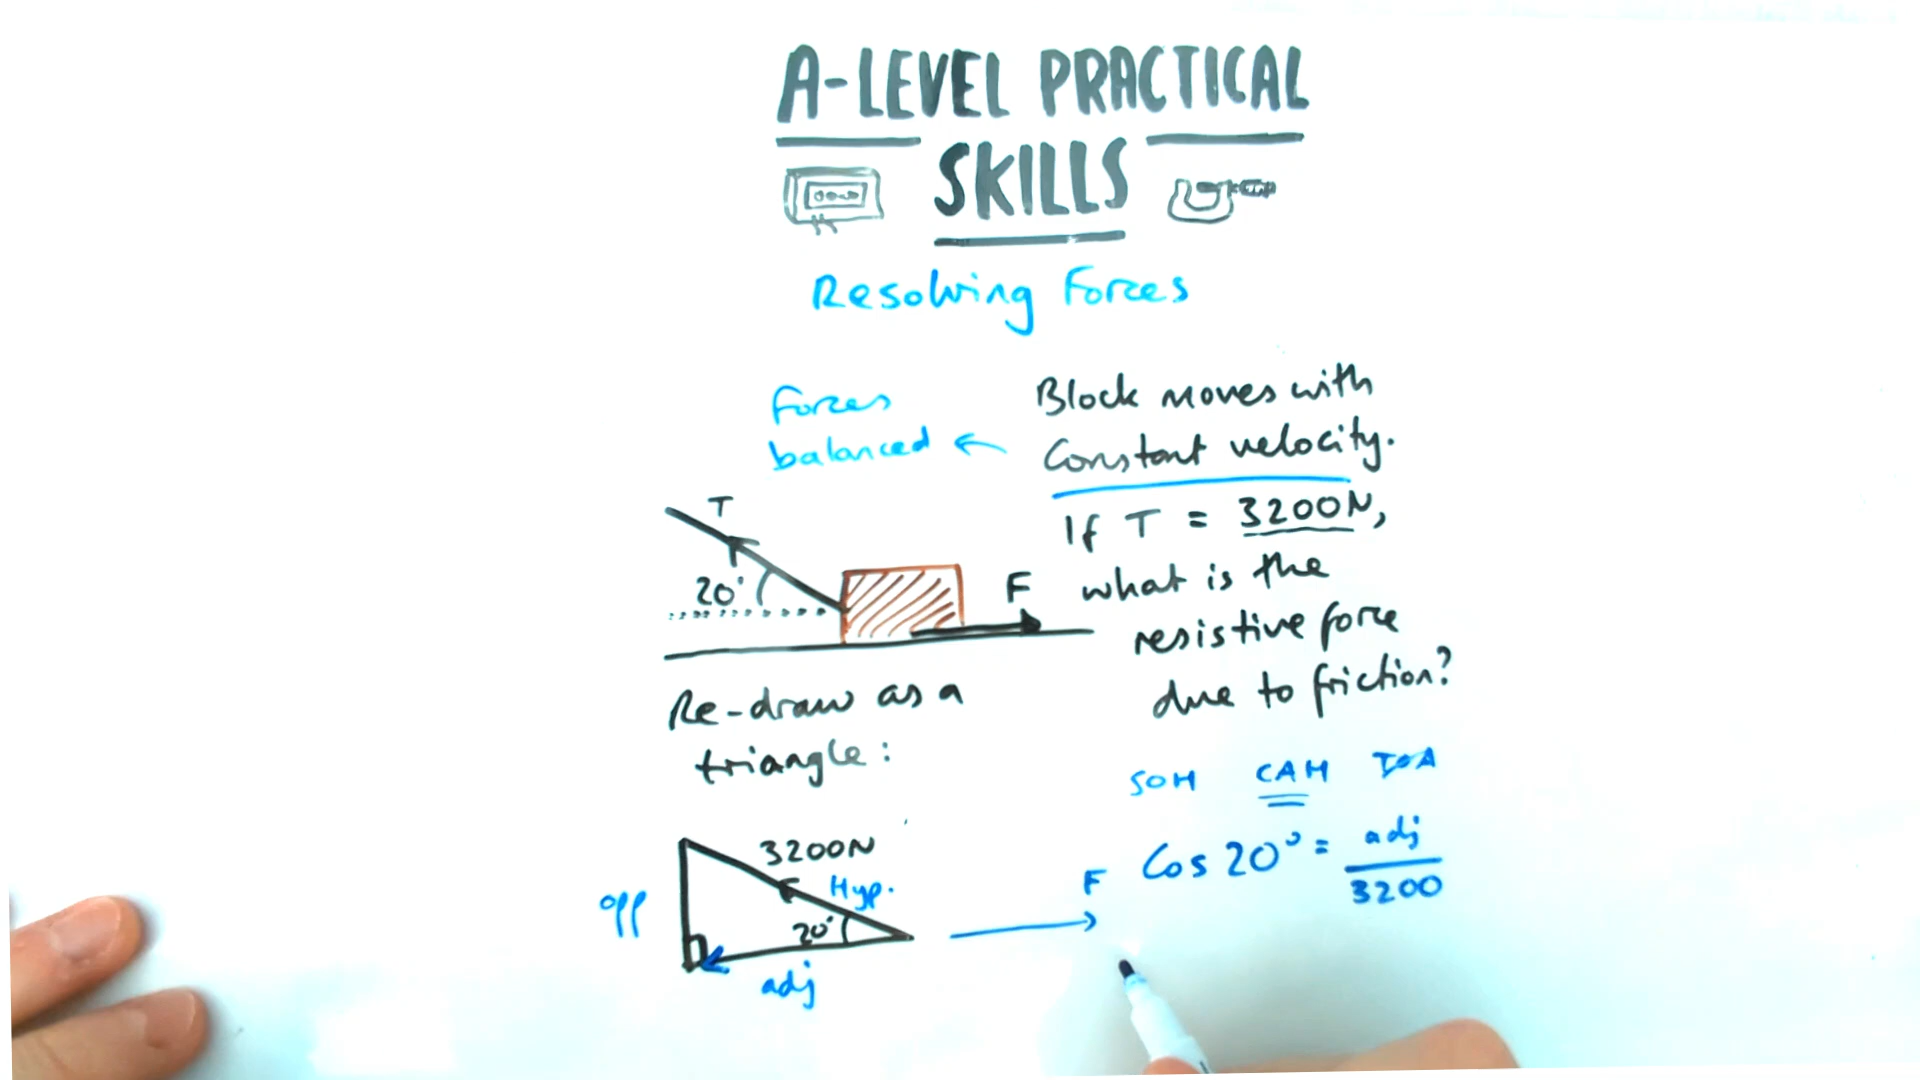 A-LEVEL PRACTICAL
SKILLS
Resolving Forces
Forces
balanced ←
Block moves with
Constant velocity.
If T = 3200N,
what is the
resistive force
due to friction?
T
20°
F
Re-draw as a
triangle:
SOH CAH TOA
Cos 20° = adj
3200
3200N
Hyp.
opp
20°
adj
F